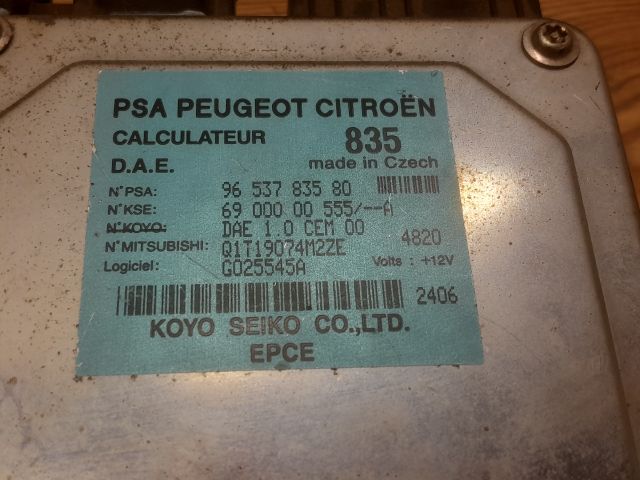 PSA PEUGEOT CITROËN
CALCULATEUR 835
D.A.E. made in Czech
N°PSA: 96 537 835 80
N°KSE: 69 000 00 555/--A
N°KOYO: DAE 1.0 CEM 00
N°MITSUBISHI: Q1T19074M2ZE 4820
Logiciel: G025545A Volts : +12V
2406
KOYO SEIKO CO.,LTD.
EPCE